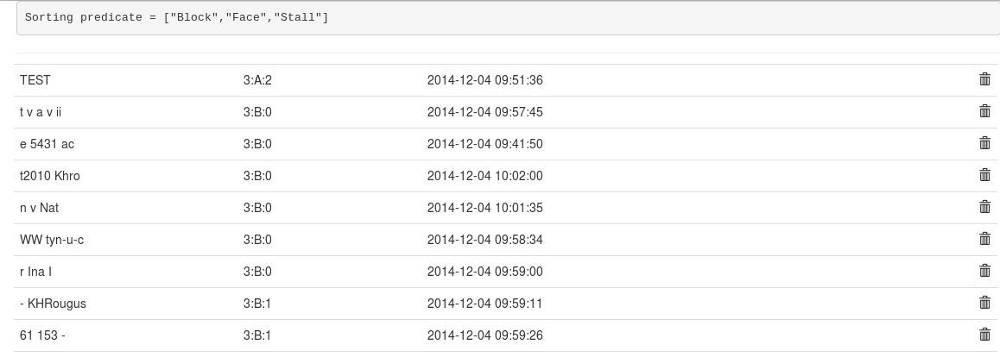 Sorting predicate = ["Block","Face","Stall"]
TEST 3:A:2 2014-12-04 09:51:36
t v a v ii 3:B:0 2014-12-04 09:57:45
e 5431 ac 3:B:0 2014-12-04 09:41:50
t2010 Khro 3:B:0 2014-12-04 10:02:00
n v Nat 3:B:0 2014-12-04 10:01:35
WW tyn-u-c 3:B:0 2014-12-04 09:58:34
r Ina I 3:B:0 2014-12-04 09:59:00
- KHRougus 3:B:1 2014-12-04 09:59:11
61 153 - 3:B:1 2014-12-04 09:59:26